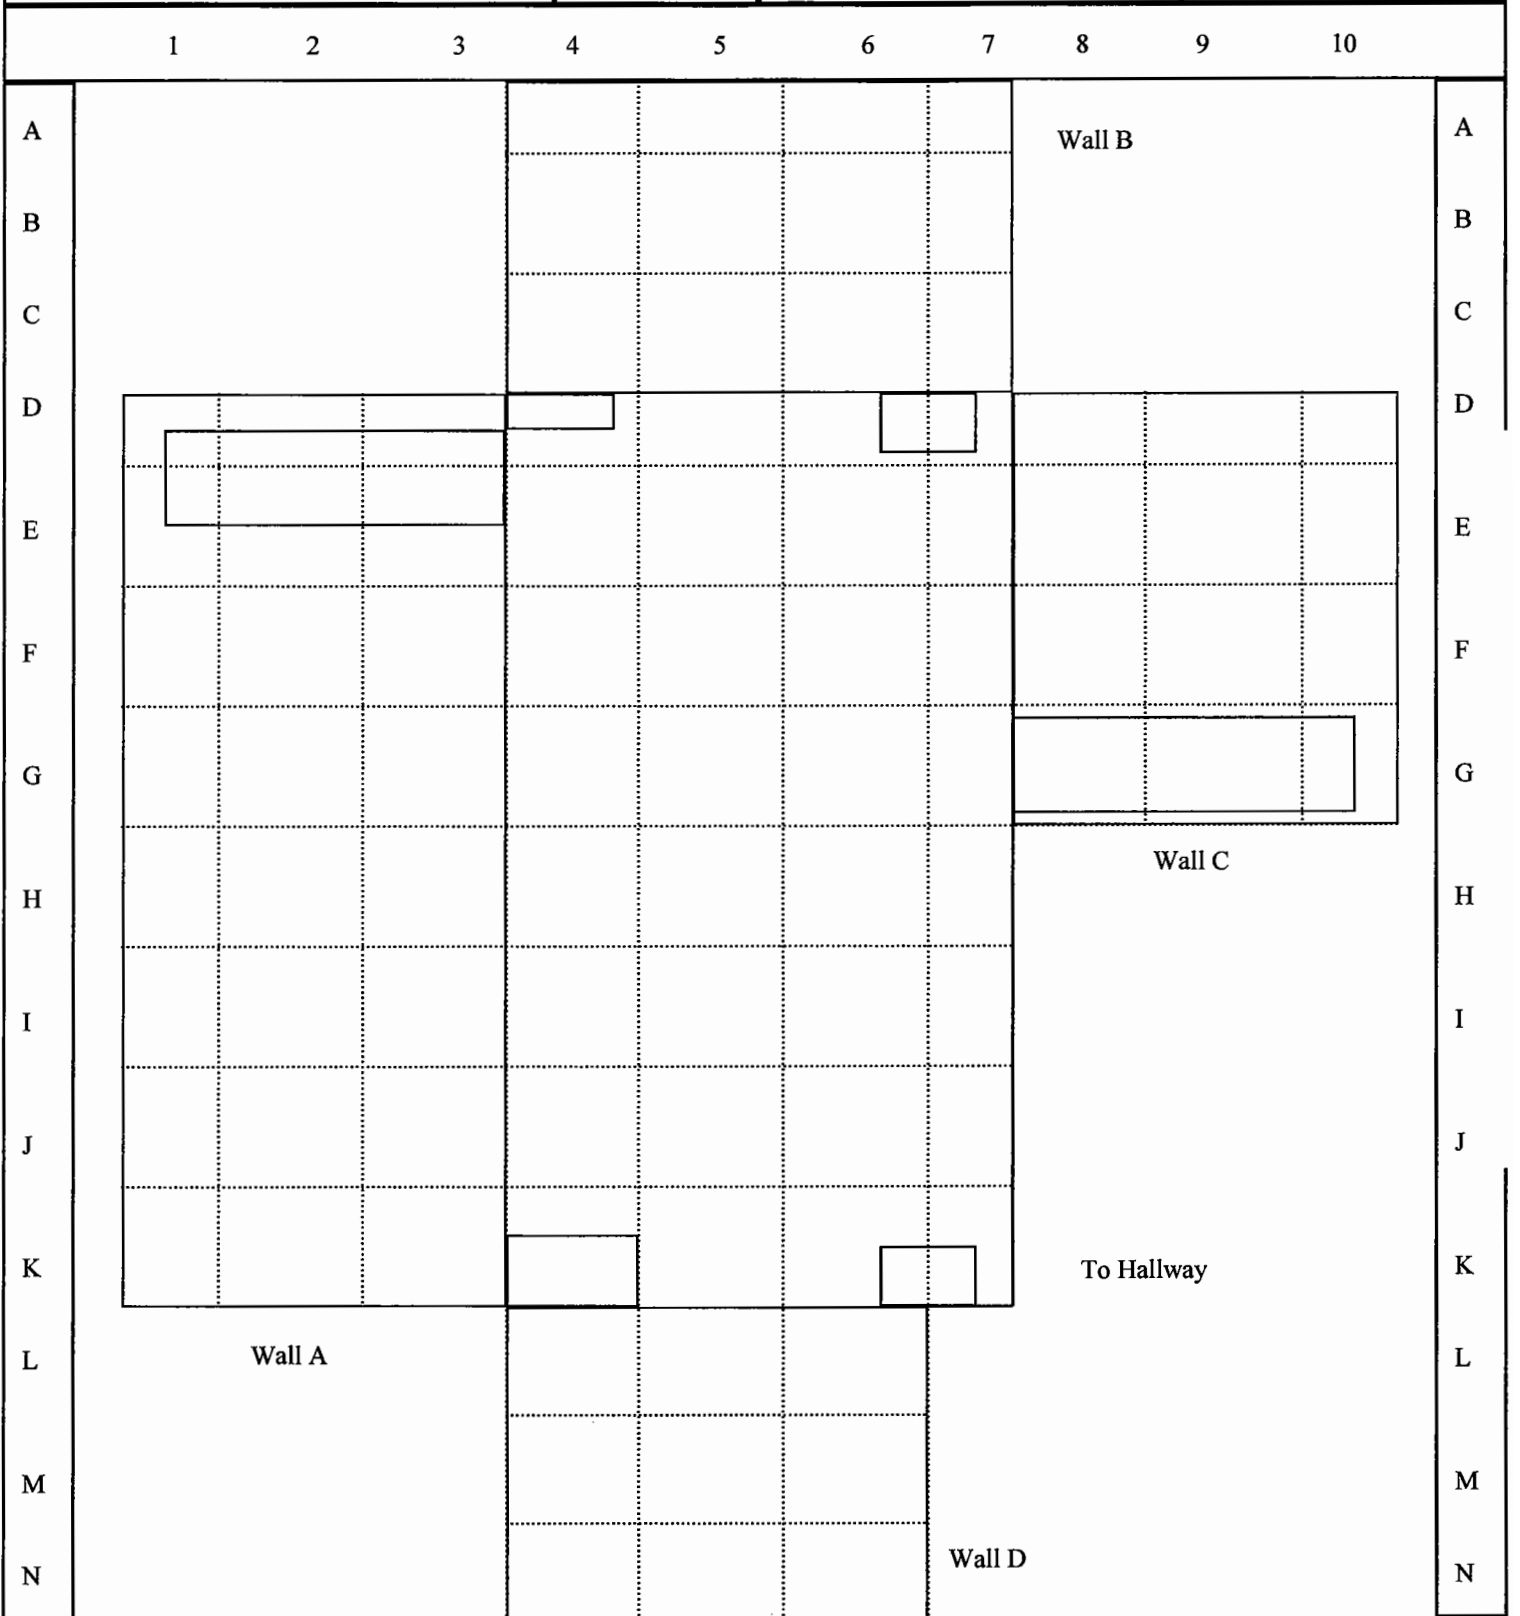 1 2 3 4 5 6 7 8 9 10
A Wall B A
B B
C C
D D
E E
F F
G G
Wall C
H H
I I
J J
K To Hallway K
L Wall A L
M M
Wall D
N N